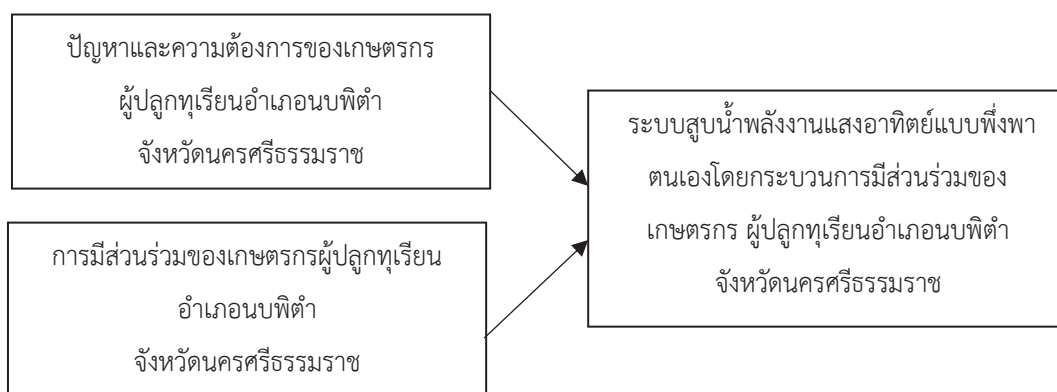 ปัญหาและความต้องการของเกษตรกร
ผู้ปลูกทุเรียนอำเภอนบพิตำ
จังหวัดนครศรีธรรมราช
การมีส่วนร่วมของเกษตรกรผู้ปลูกทุเรียน
อำเภอนบพิตำ
จังหวัดนครศรีธรรมราช
ระบบสูบน้ำพลังงานแสงอาทิตย์แบบพึ่งพา
ตนเองโดยกระบวนการมีส่วนร่วมของ
เกษตรกร ผู้ปลูกทุเรียนอำเภอนบพิตำ
จังหวัดนครศรีธรรมราช